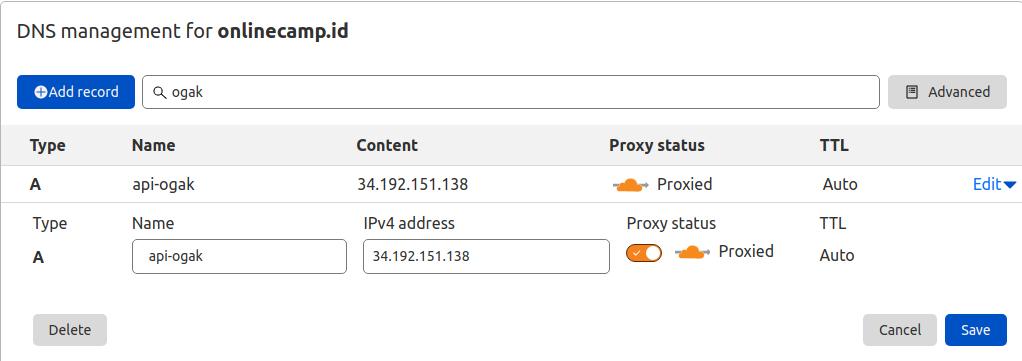 DNS management for onlinecamp.id
Add record
ogak
Advanced
Type Name Content Proxy status TTL
A api-ogak 34.192.151.138 Proxied Auto Edit
Type Name IPv4 address Proxy status TTL
A api-ogak 34.192.151.138 Proxied Auto
Delete Cancel Save